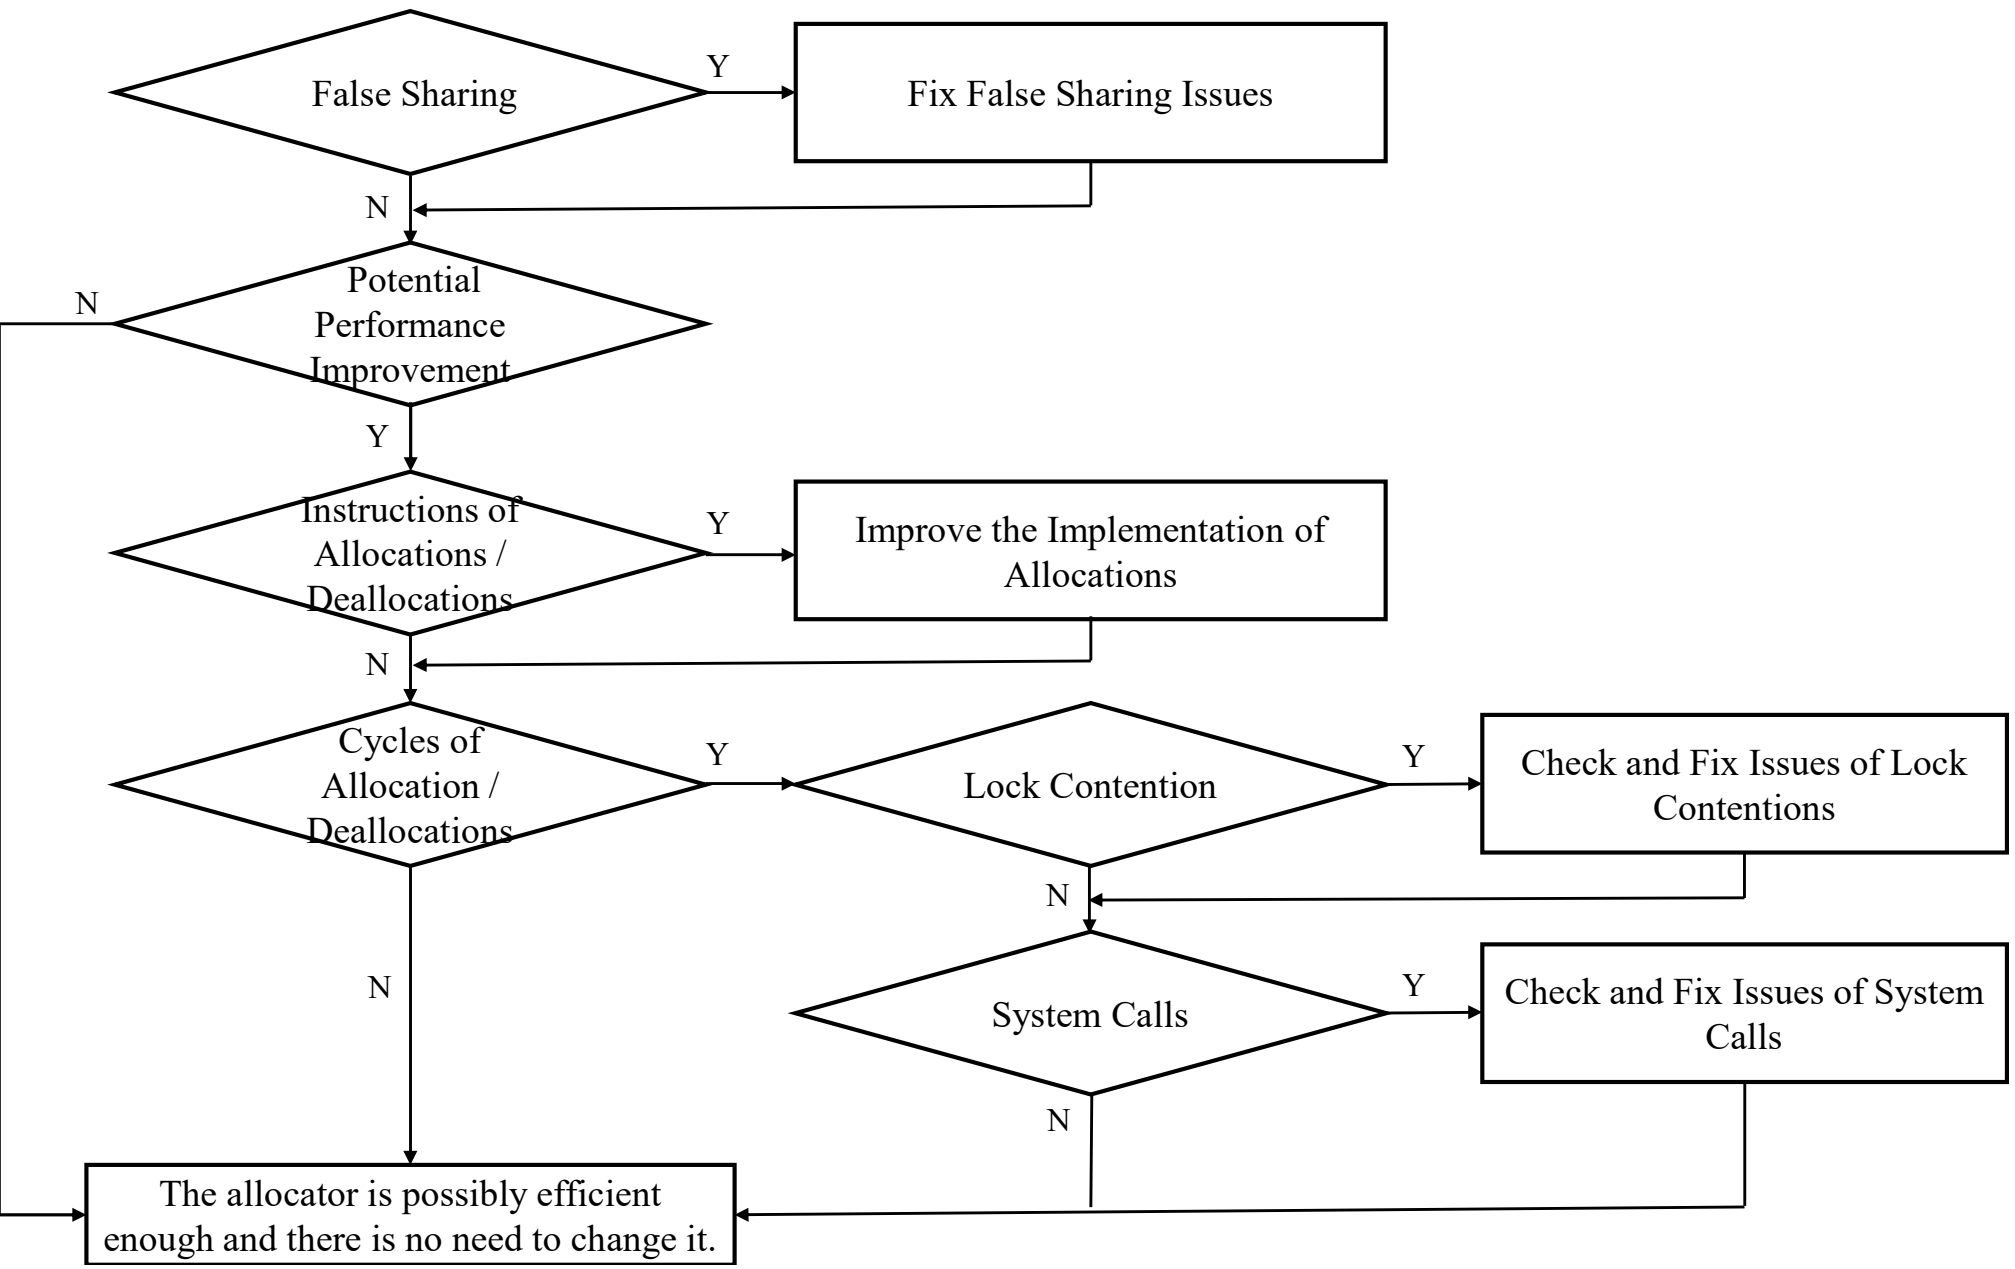 False Sharing
Y
Fix False Sharing Issues
N
N
Potential
Performance
Improvement
Y
Instructions of
Allocations /
Deallocations
Y
Improve the Implementation of
Allocations
N
Cycles of
Allocation /
Deallocations
Y
Lock Contention
Y
Check and Fix Issues of Lock
Contentions
N
N
System Calls
Y
Check and Fix Issues of System
Calls
N
The allocator is possibly efficient
enough and there is no need to change it.